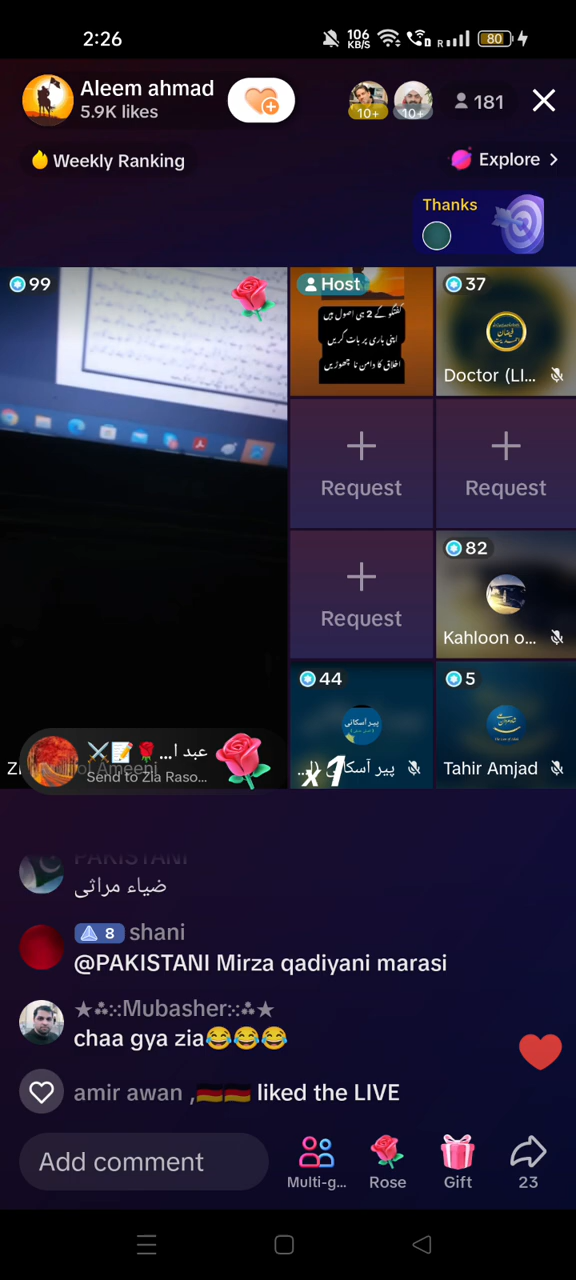 2:26
106
KB/S
R
80
Aleem ahmad
5.9K likes
10+
10+
181
Weekly Ranking
Explore
Thanks
99
Host
گفتگو کے 2 ہی اصول ہیں
اپنی باری پر بات کریں
اخلاق کا دامن نا چھوڑیں
37
Doctor (LI...
Request
Request
Request
82
Kahloon o...
44
پیر آسکانی
پیر آسکانی (ا...
5
Tahir Amjad
عبد ا...
Send to Zia Raso...
x1
PAKISTANI
ضیاء مراثی
8 shani
@PAKISTANI Mirza qadiyani marasi
Mubasher
chaa gya zia😂😂😂
amir awan ,🇩🇪🇩🇪 liked the LIVE
Add comment
Multi-g...
Rose
Gift
23